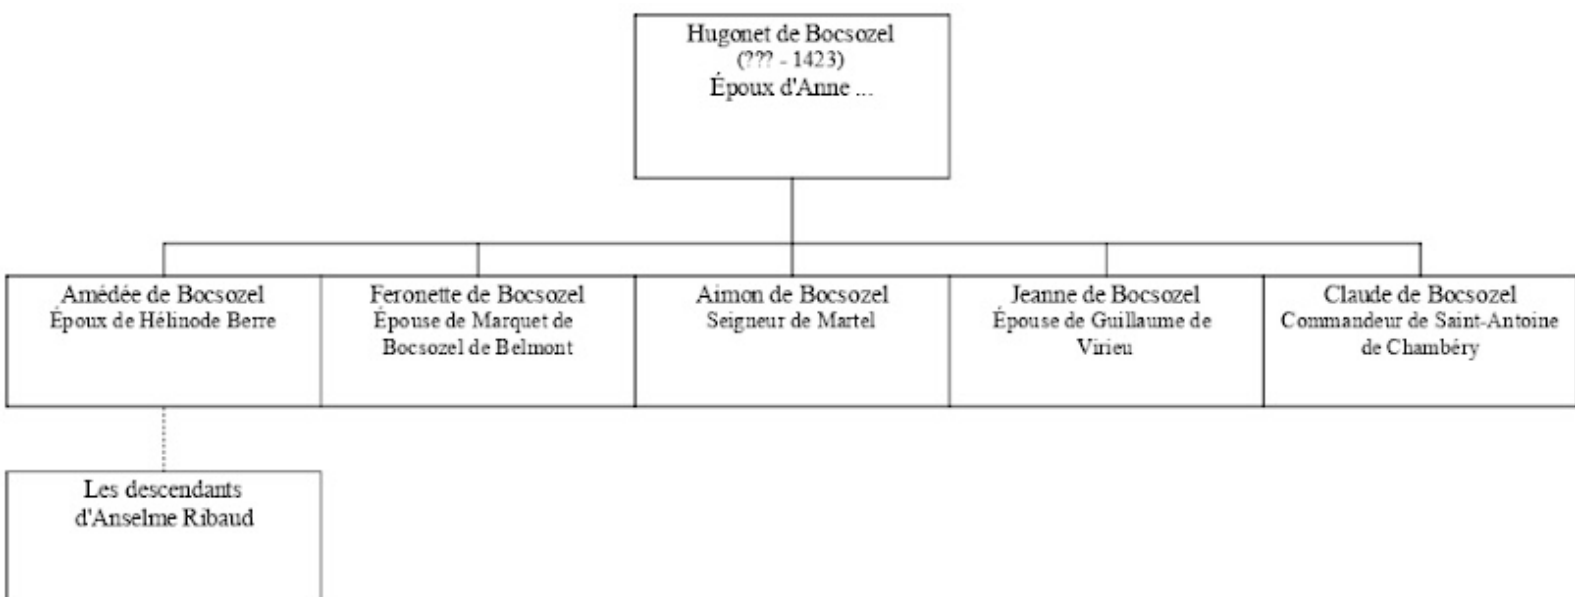 Hugonet de Bocsozel
(??? - 1423)
Époux d'Anne ...
Amédée de Bocsozel
Époux de Hélinode Berre
Feronette de Bocsozel
Épouse de Marquet de
Bocsozel de Belmont
Aimon de Bocsozel
Seigneur de Martel
Jeanne de Bocsozel
Épouse de Guillaume de
Virieu
Claude de Bocsozel
Commandeur de Saint-Antoine
de Chambéry
Les descendants
d'Anselme Ribaud